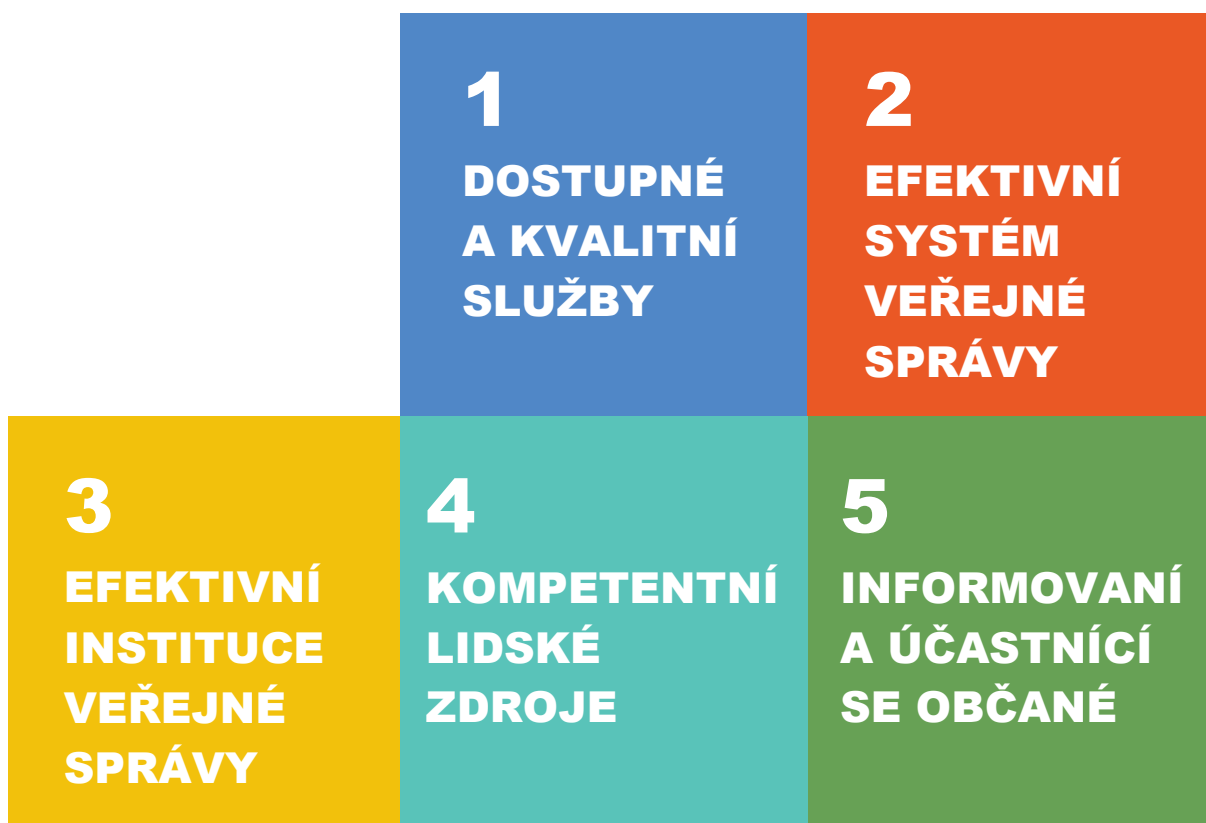 1
DOSTUPNÉ
A KVALITNÍ
SLUŽBY
2
EFEKTIVNÍ
SYSTÉM
VEŘEJNÉ
SPRÁVY
3
EFEKTIVNÍ
INSTITUCE
VEŘEJNÉ
SPRÁVY
4
KOMPETENTNÍ
LIDSKÉ
ZDROJE
5
INFORMOVANÍ
A ÚČASTNÍCÍ
SE OBČANÉ